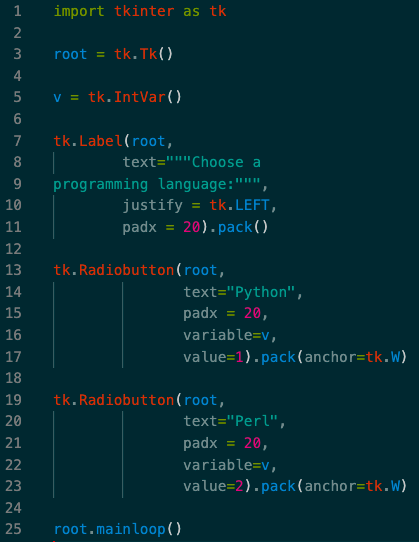 1 import tkinter as tk
2
3 root = tk.Tk()
4
5 v = tk.IntVar()
6
7 tk.Label(root,
8         text="""Choose a
9 programming language:""",
10         justify = tk.LEFT,
11         padx = 20).pack()
12
13 tk.Radiobutton(root,
14                text="Python",
15                padx = 20,
16                variable=v,
17                value=1).pack(anchor=tk.W)
18
19 tk.Radiobutton(root,
20                text="Perl",
21                padx = 20,
22                variable=v,
23                value=2).pack(anchor=tk.W)
24
25 root.mainloop()